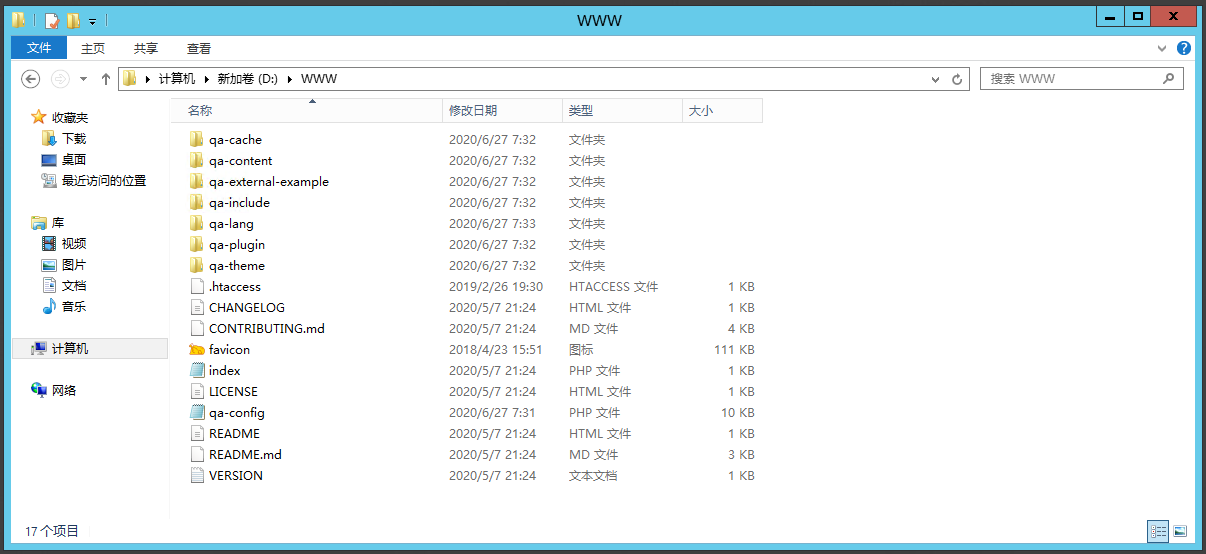 WWW
文件 主页 共享 查看
计算机 新加卷 (D:) WWW 搜索 WWW
收藏夹
下载
桌面
最近访问的位置
库
视频
图片
文档
音乐
计算机
网络
名称 修改日期 类型 大小
qa-cache 2020/6/27 7:32 文件夹
qa-content 2020/6/27 7:32 文件夹
qa-external-example 2020/6/27 7:32 文件夹
qa-include 2020/6/27 7:32 文件夹
qa-lang 2020/6/27 7:33 文件夹
qa-plugin 2020/6/27 7:32 文件夹
qa-theme 2020/6/27 7:32 文件夹
.htaccess 2019/2/26 19:30 HTACCESS 文件 1 KB
CHANGELOG 2020/5/7 21:24 HTML 文件 1 KB
CONTRIBUTING.md 2020/5/7 21:24 MD 文件 4 KB
favicon 2018/4/23 15:51 图标 111 KB
index 2020/5/7 21:24 PHP 文件 1 KB
LICENSE 2020/5/7 21:24 HTML 文件 1 KB
qa-config 2020/6/27 7:31 PHP 文件 10 KB
README 2020/5/7 21:24 HTML 文件 1 KB
README.md 2020/5/7 21:24 MD 文件 3 KB
VERSION 2020/5/7 21:24 文本文档 1 KB
17 个项目